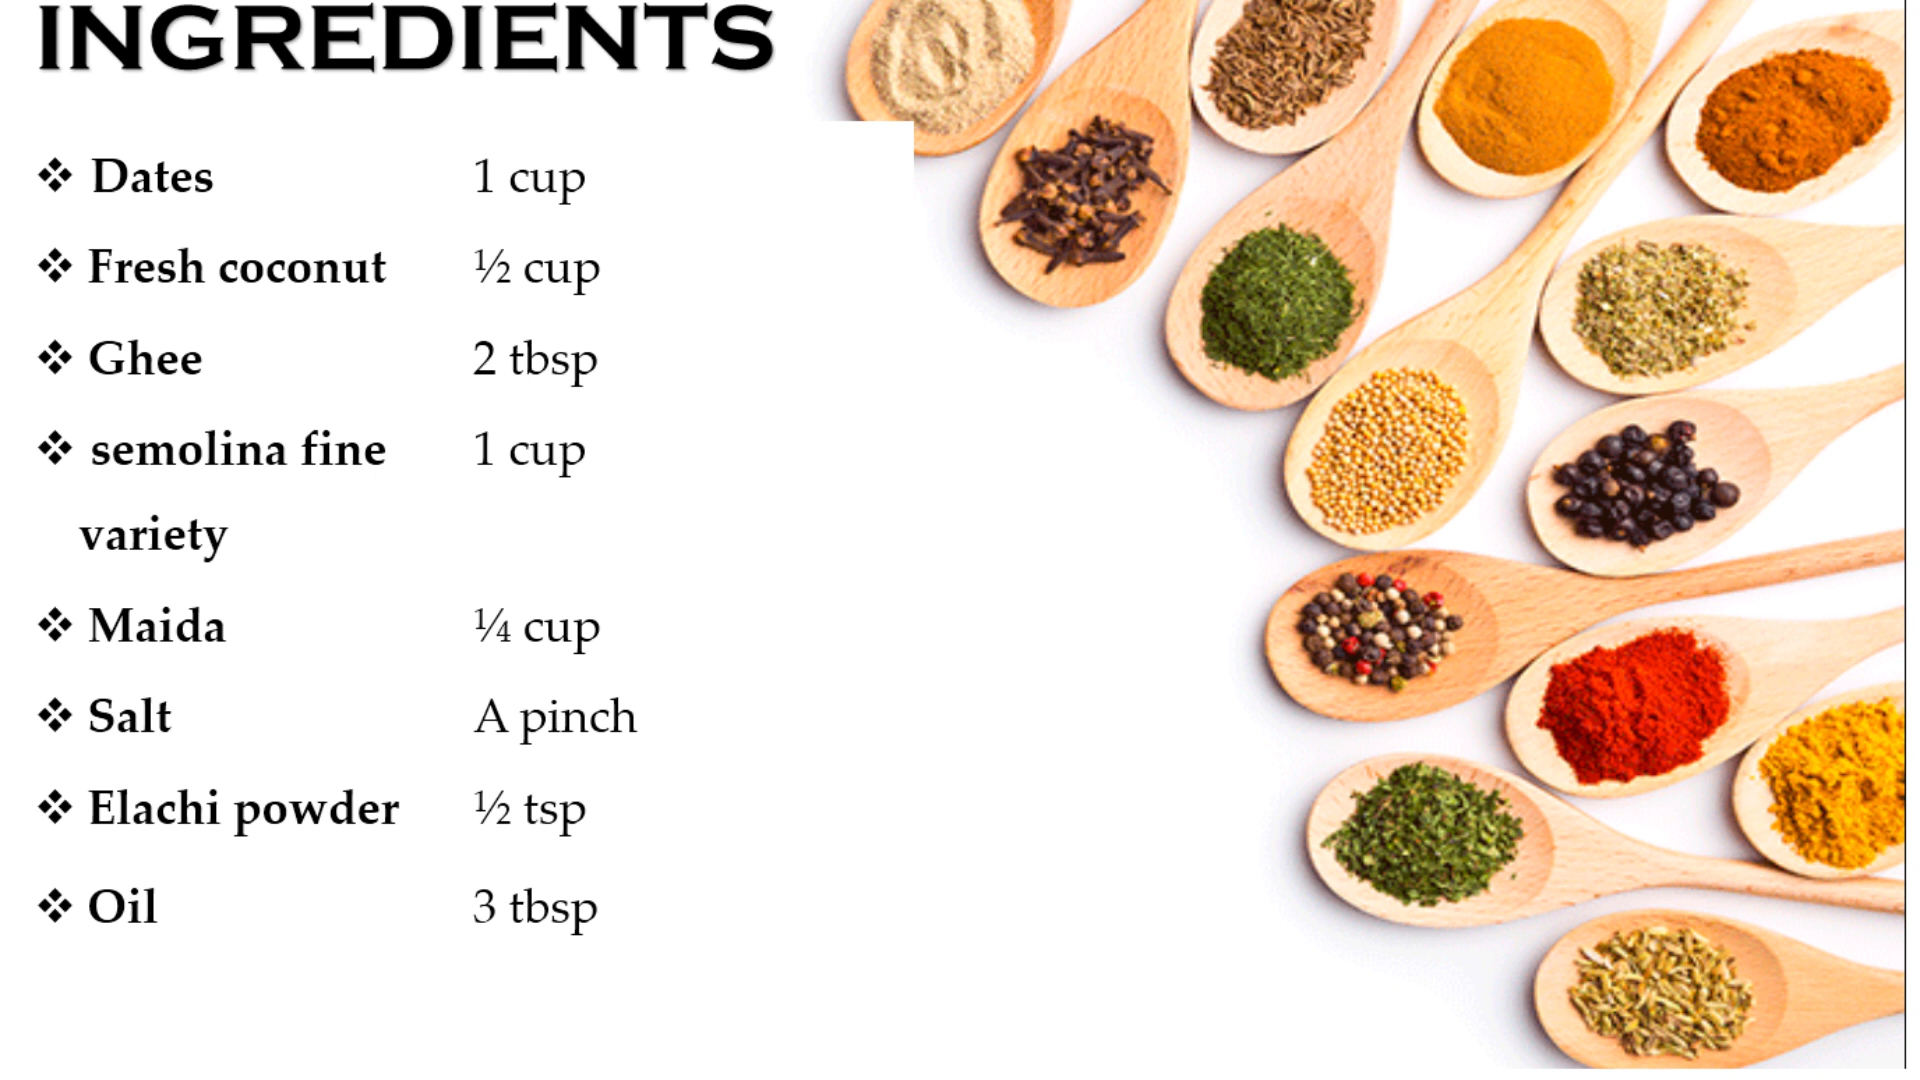 INGREDIENTS
❖ Dates 1 cup
❖ Fresh coconut ½ cup
❖ Ghee 2 tbsp
❖ semolina fine 1 cup
variety
❖ Maida ¼ cup
❖ Salt A pinch
❖ Elachi powder ½ tsp
❖ Oil 3 tbsp